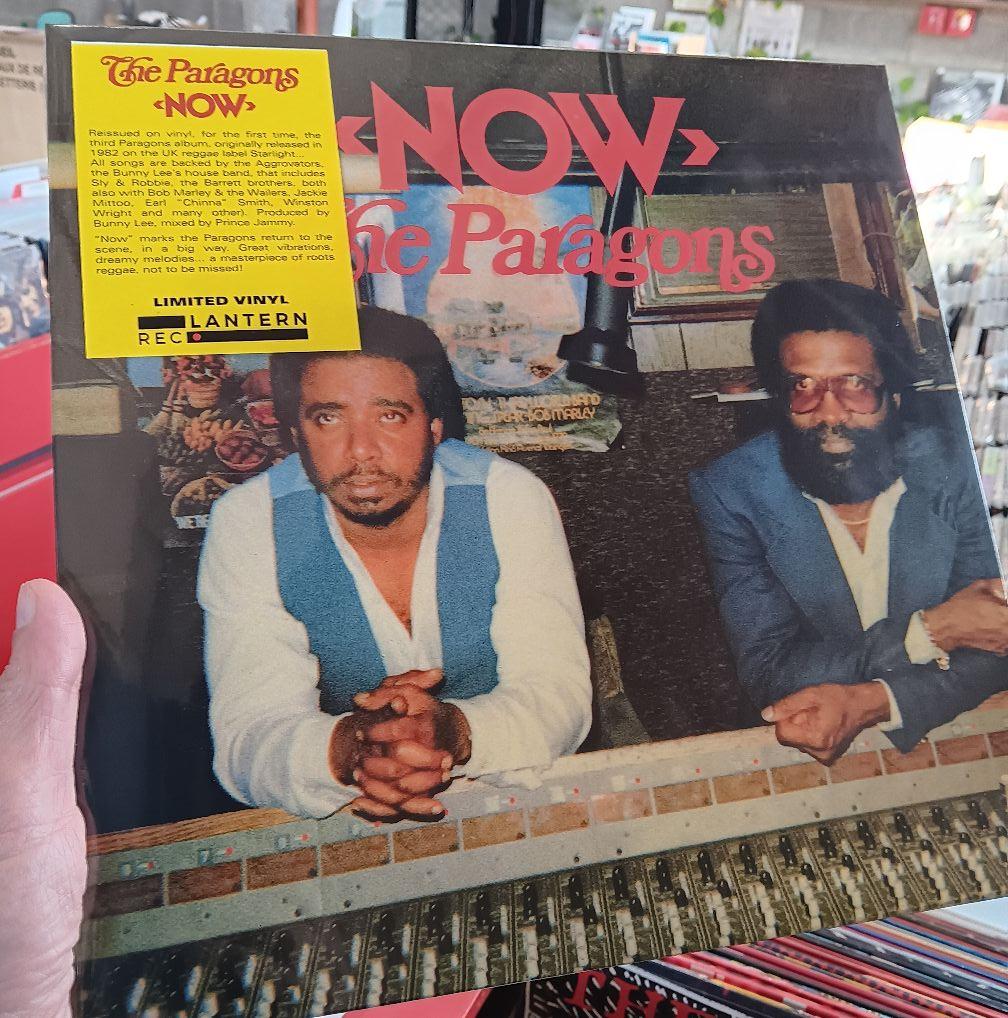 The Paragons
‹NOW›
Reissued on vinyl, for the first time, the
third Paragons album, originally released in
1982 on the UK reggae label Starlight...
All songs are backed by the Aggrovators,
the Bunny Lee's house band, that includes
Sly & Robbie, the Barrett brothers, both
also with Bob Marley & the Wailers, Jackie
Mittoo, Earl "Chinna" Smith, Winston
Wright and many other). Produced by
Bunny Lee, mixed by Prince Jammy.
"Now" marks the Paragons return to the
scene, in a big way. Great vibrations,
dreamy melodies... a masterpiece of roots
reggae, not to be missed!
LIMITED VINYL
LANTERN
REC
‹NOW›
he Paragons
BOB MARLEY